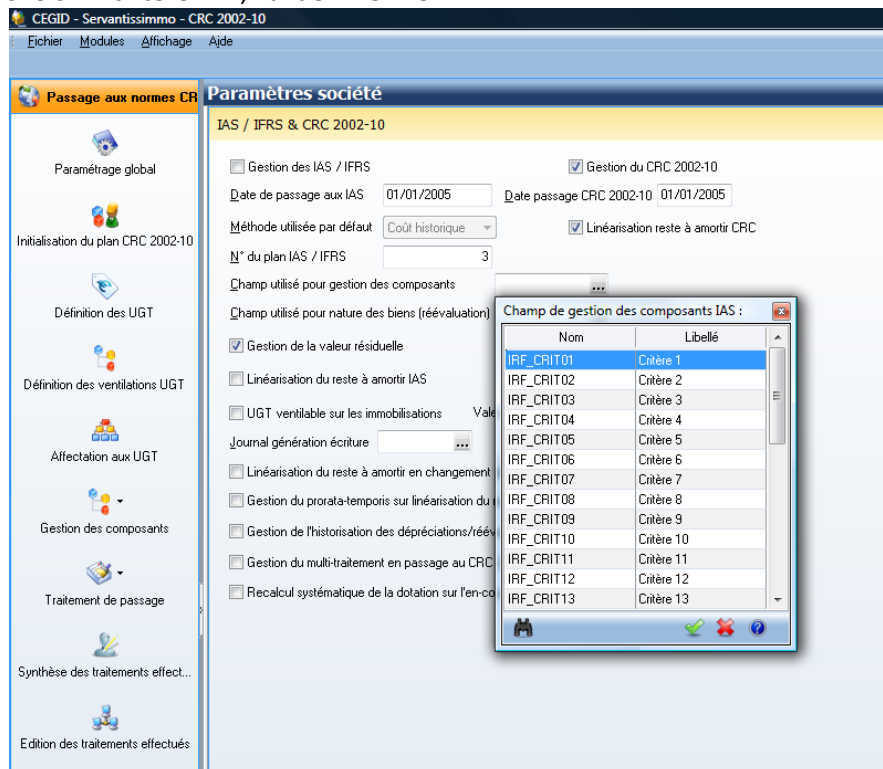 CEGID - Servantissimo - CRC 2002-10
Fichier Modules Affichage Aide
Passage aux normes CR
Paramétrage global
Initialisation du plan CRC 2002-10
Définition des UGT
Définition des ventilations UGT
Affectation aux UGT
Gestion des composants
Traitement de passage
Synthèse des traitements effect...
Edition des traitements effectués
Paramètres société
IAS / IFRS & CRC 2002-10
Gestion des IAS / IFRS Gestion du CRC 2002-10
Date de passage aux IAS 01/01/2005 Date passage CRC 2002-10 01/01/2005
Méthode utilisée par défaut Coût historique Linéarisation reste à amortir CRC
N° du plan IAS / IFRS 3
Champ utilisé pour gestion des composants ...
Champ utilisé pour nature des biens (réévaluation)
Gestion de la valeur résiduelle
Linéarisation du reste à amortir IAS
UGT ventilable sur les immobilisations Vale
Journal génération écriture ...
Linéarisation du reste à amortir en changement
Gestion du prorata-temporis sur linéarisation du
Gestion de l'historisation des dépréciations/réév
Gestion du multi-traitement en passage au CRC
Recalcul systématique de la dotation sur l'en-co
Champ de gestion des composants IAS :
Nom Libellé
IRF_CRIT01 Critère 1
IRF_CRIT02 Critère 2
IRF_CRIT03 Critère 3
IRF_CRIT04 Critère 4
IRF_CRIT05 Critère 5
IRF_CRIT06 Critère 6
IRF_CRIT07 Critère 7
IRF_CRIT08 Critère 8
IRF_CRIT09 Critère 9
IRF_CRIT10 Critère 10
IRF_CRIT11 Critère 11
IRF_CRIT12 Critère 12
IRF_CRIT13 Critère 13